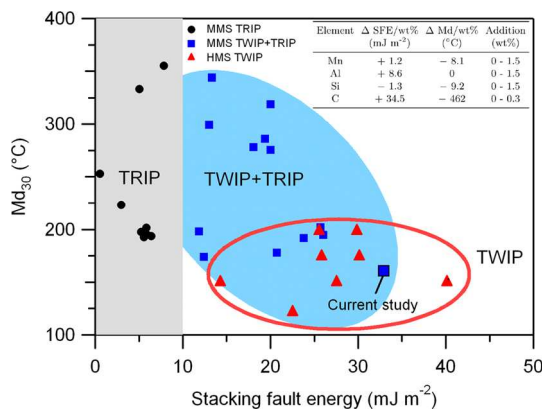 MMS TRIP
MMS TWIP+TRIP
HMS TWIP
Element Δ SFE/wt% Δ Md/wt% Addition
(mJ m⁻²) (°C) (wt%)
Mn + 1.2 − 8.1 0 - 1.5
Al + 8.6 0 0 - 1.5
Si − 1.3 − 9.2 0 - 1.5
C + 34.5 − 462 0 - 0.3
400
350
300
250
200
150
100
Md₃₀ (°C)
TRIP
TWIP+TRIP
TWIP
Current study
0 10 20 30 40 50
Stacking fault energy (mJ m⁻²)